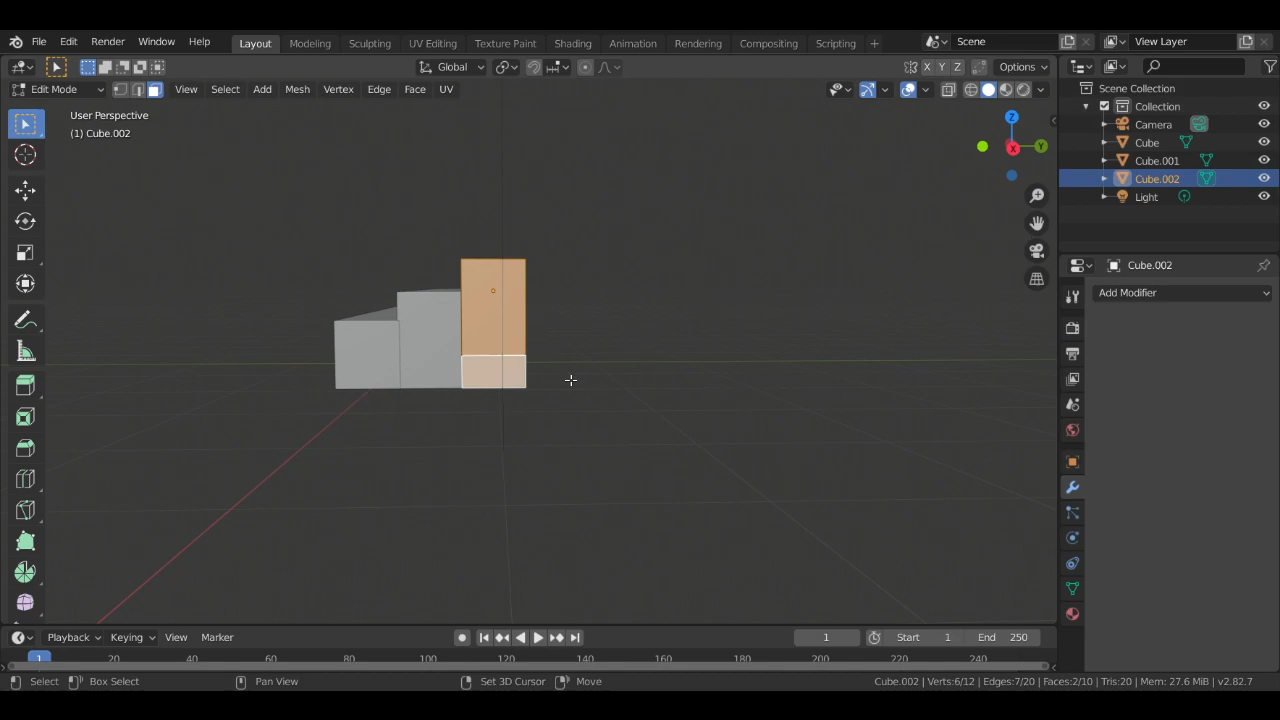 File Edit Render Window Help Layout Modeling Sculpting UV Editing Texture Paint Shading Animation Rendering Compositing Scripting + Scene View Layer
Global X Y Z Options
Edit Mode View Select Add Mesh Vertex Edge Face UV
Scene Collection
Collection
Camera
Cube
Cube.001
Cube.002
Light
User Perspective
(1) Cube.002
Z
X Y
Cube.002
Add Modifier
Playback Keying View Marker 1 Start 1 End 250
1 20 40 60 80 100 120 140 160 180 200 220 240
Select Box Select Pan View Set 3D Cursor Move Cube.002 | Verts:6/12 | Edges:7/20 | Faces:2/10 | Tris:20 | Mem: 27.6 MiB | v2.82.7